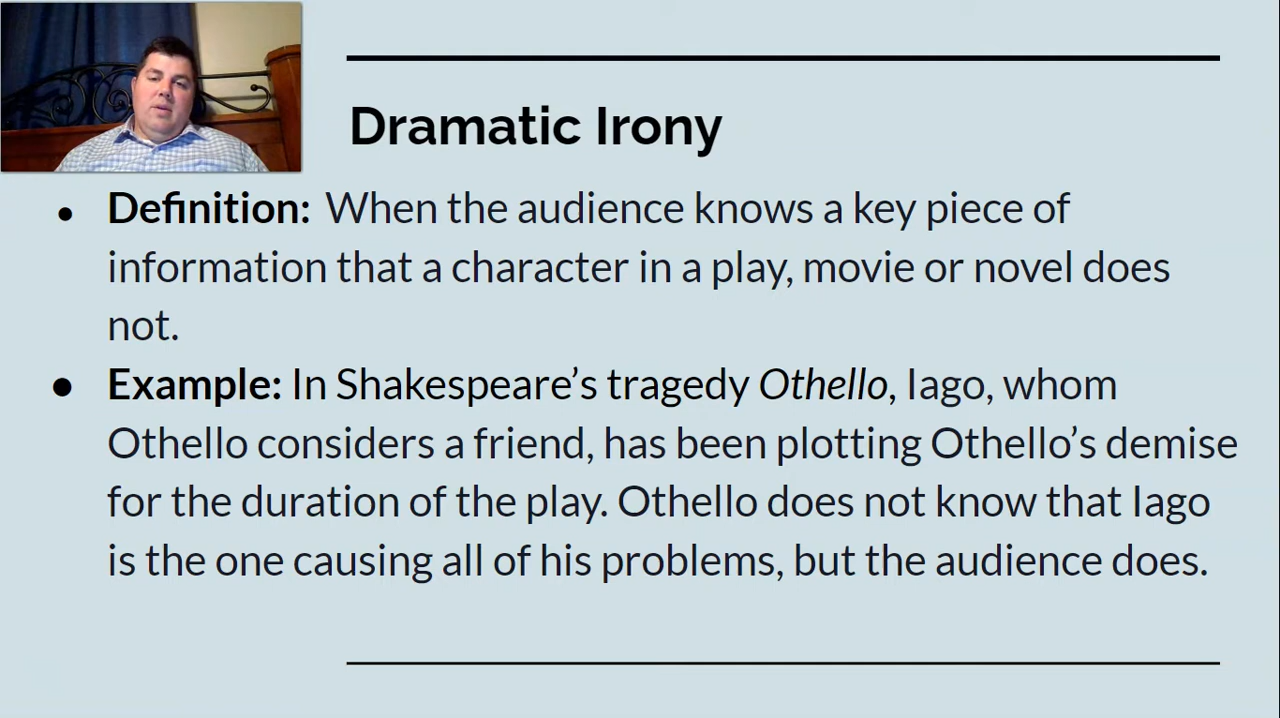 Dramatic Irony
● Definition: When the audience knows a key piece of
information that a character in a play, movie or novel does
not.
● Example: In Shakespeare’s tragedy Othello, Iago, whom
Othello considers a friend, has been plotting Othello’s demise
for the duration of the play. Othello does not know that Iago
is the one causing all of his problems, but the audience does.